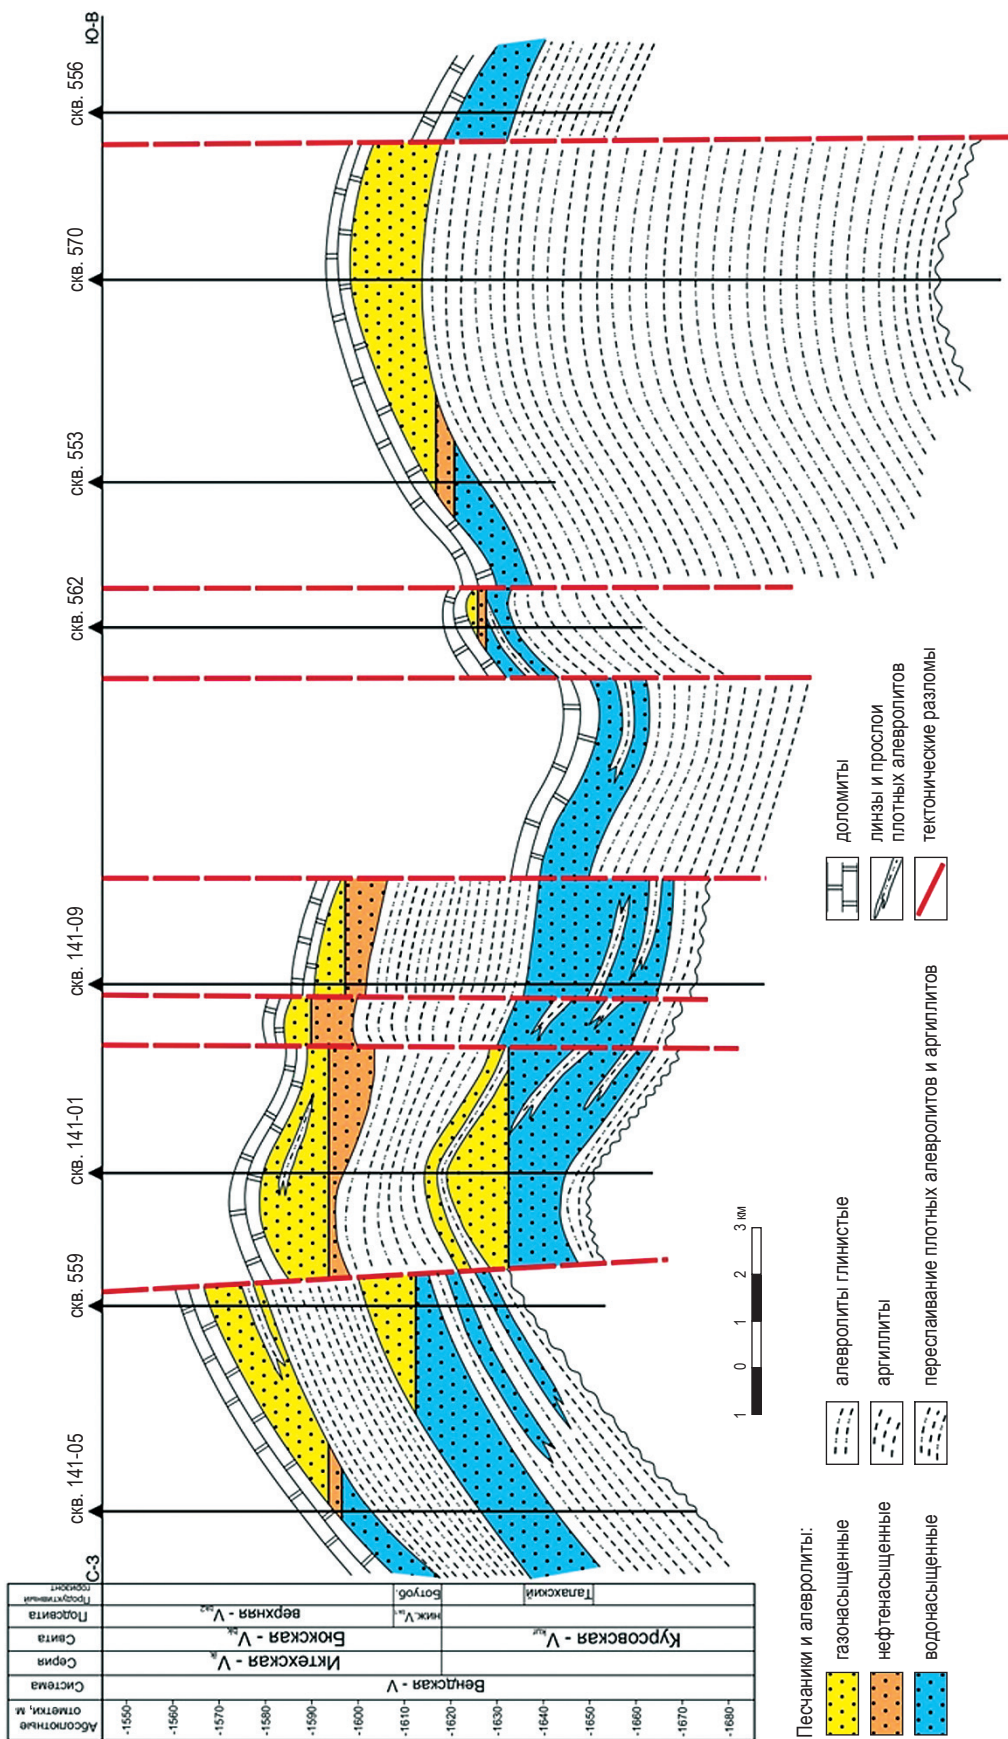 С-З
Ю-В
скв. 141-05
скв. 559
скв. 141-01
скв. 141-09
скв. 562
скв. 553
скв. 570
скв. 556
Абсолютные
отметки, м
Система
Серия
Свита
Подсвита
Продуктивный
горизонт
-1550
-1560
-1570
-1580
-1590
-1600
-1610
-1620
-1630
-1640
-1650
-1660
-1670
-1680
Вендская - V
Иктехская - Vik
Бюкская - Vbk
Курсовская - Vkur
верхняя - Vbk2
ниж.-Vbk1
Ботуоб.
Талахский
1 0 1 2 3 км
Песчаники и алевролиты:
газонасыщенные
нефтенасыщенные
водонасыщенные
алевролиты глинистые
аргиллиты
переслаивание плотных алевролитов и аргиллитов
доломиты
линзы и прослои
плотных алевролитов
тектонические разломы